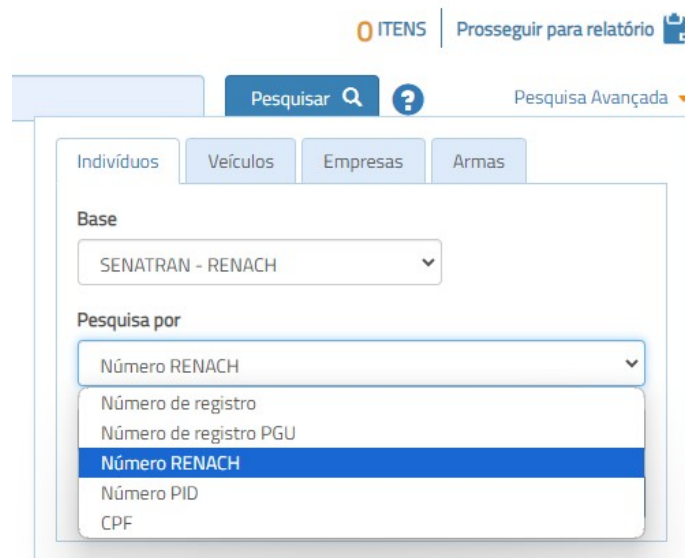 0 ITENS Prosseguir para relatório
Pesquisar ? Pesquisa Avançada
Indivíduos Veículos Empresas Armas
Base
SENATRAN - RENACH
Pesquisa por
Número RENACH
Número de registro
Número de registro PGU
Número RENACH
Número PID
CPF